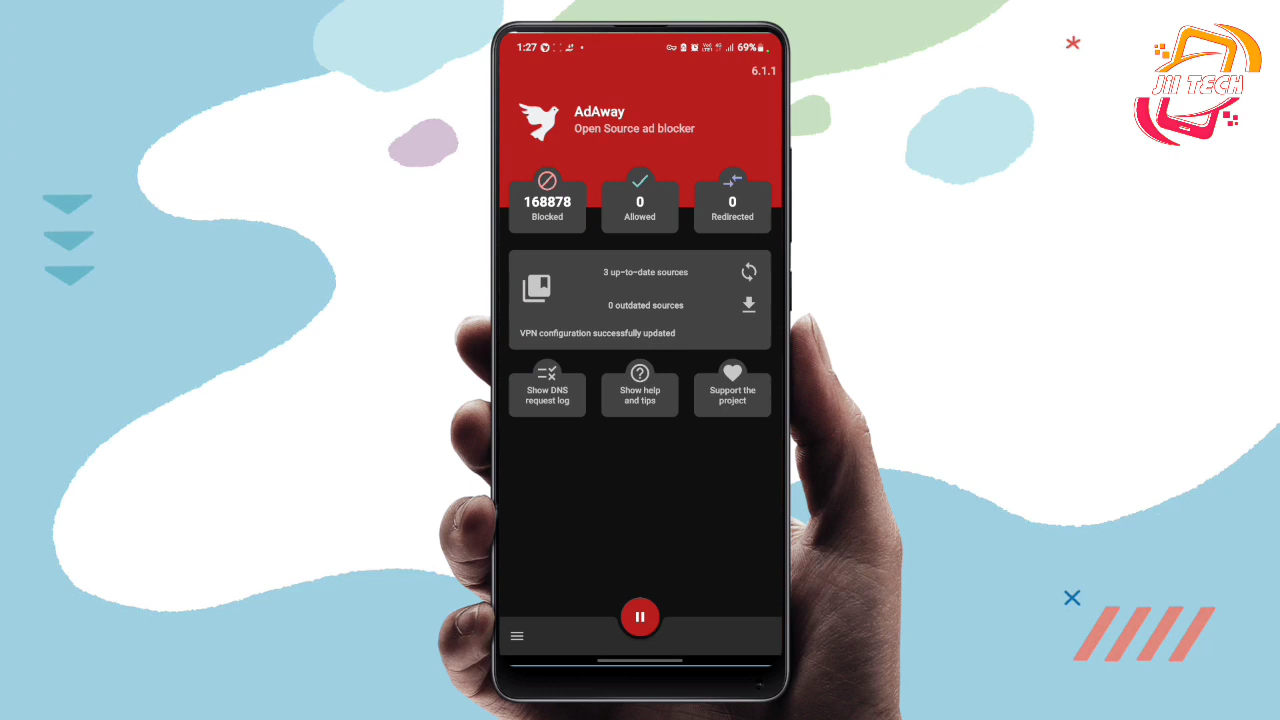 JII TECH
1:27
69%
6.1.1
AdAway
Open Source ad blocker
168878
Blocked
0
Allowed
0
Redirected
3 up-to-date sources
0 outdated sources
VPN configuration successfully updated
Show DNS
request log
Show help
and tips
Support the
project